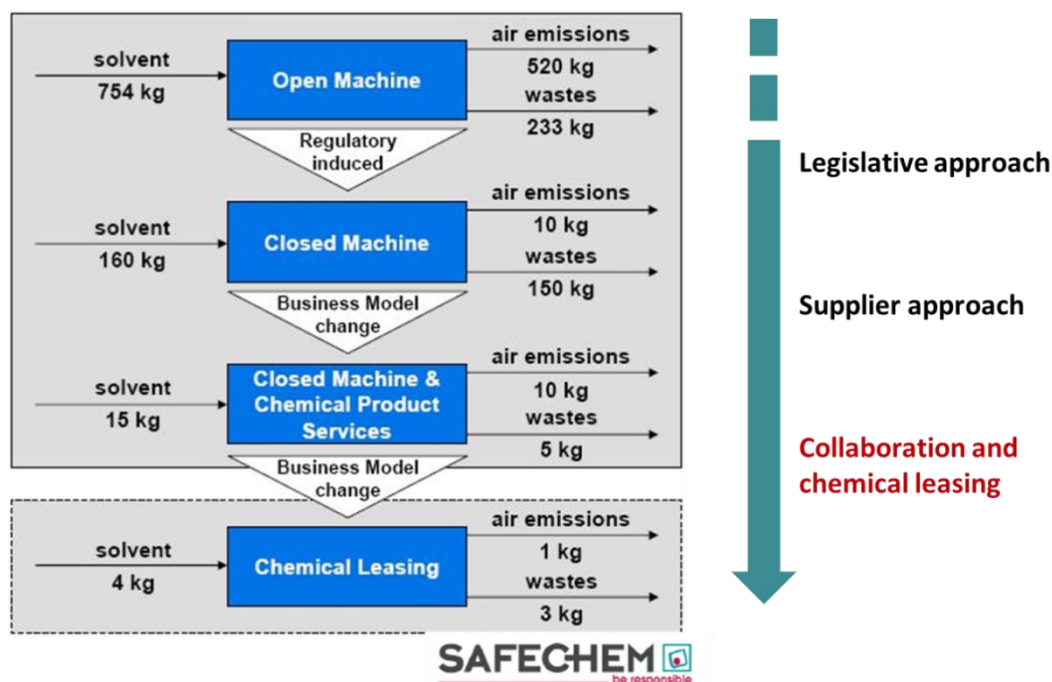 solvent
754 kg
Open Machine
air emissions
520 kg
wastes
233 kg
Regulatory
induced
Legislative approach
solvent
160 kg
Closed Machine
air emissions
10 kg
wastes
150 kg
Business Model
change
Supplier approach
solvent
15 kg
Closed Machine &
Chemical Product
Services
air emissions
10 kg
wastes
5 kg
Business Model
change
Collaboration and
chemical leasing
solvent
4 kg
Chemical Leasing
air emissions
1 kg
wastes
3 kg
SAFECHEM
be responsible